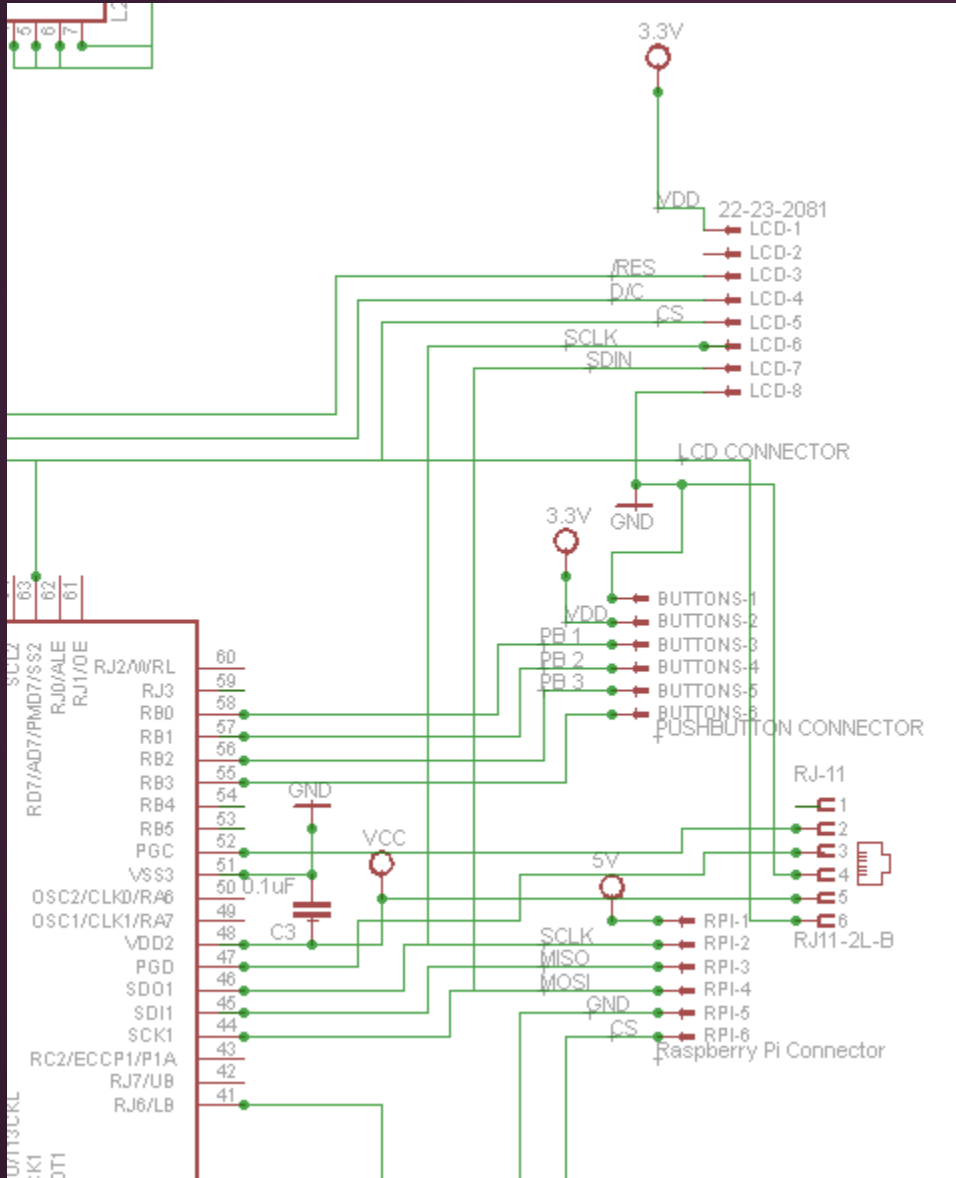 5
6
7
3.3V
VDD
22-23-2081
LCD-1
LCD-2
/RES
LCD-3
D/C
LCD-4
CS
LCD-5
SCLK
LCD-6
SDIN
LCD-7
LCD-8
LCD CONNECTOR
GND
3.3V
63
62
61
BUTTONS-1
VDD
BUTTONS-2
PB 1
BUTTONS-3
PB 2
BUTTONS-4
PB 3
BUTTONS-5
BUTTONS-6
PUSHBUTTON CONNECTOR
SCL2
RD7/AD7/PMD7/SS2
RJ0/ALE
RJ1/OE
RJ2/WRL 60
RJ3 59
RB0 58
RB1 57
RB2 56
RB3 55
RB4 54
RB5 53
PGC 52
VSS3 51
OSC2/CLK0/RA6 50
OSC1/CLK1/RA7 49
VDD2 48
PGD 47
SDO1 46
SDI1 45
SCK1 44
RC2/ECCP1/P1A 43
RJ7/UB 42
RJ6/LB 41
GND
0.1uF
C3
VCC
5V
RJ-11
1
2
3
4
5
6
RJ11-2L-B
RPI-1
SCLK
RPI-2
MISO
RPI-3
MOSI
RPI-4
GND
RPI-5
CS
RPI-6
Raspberry Pi Connector